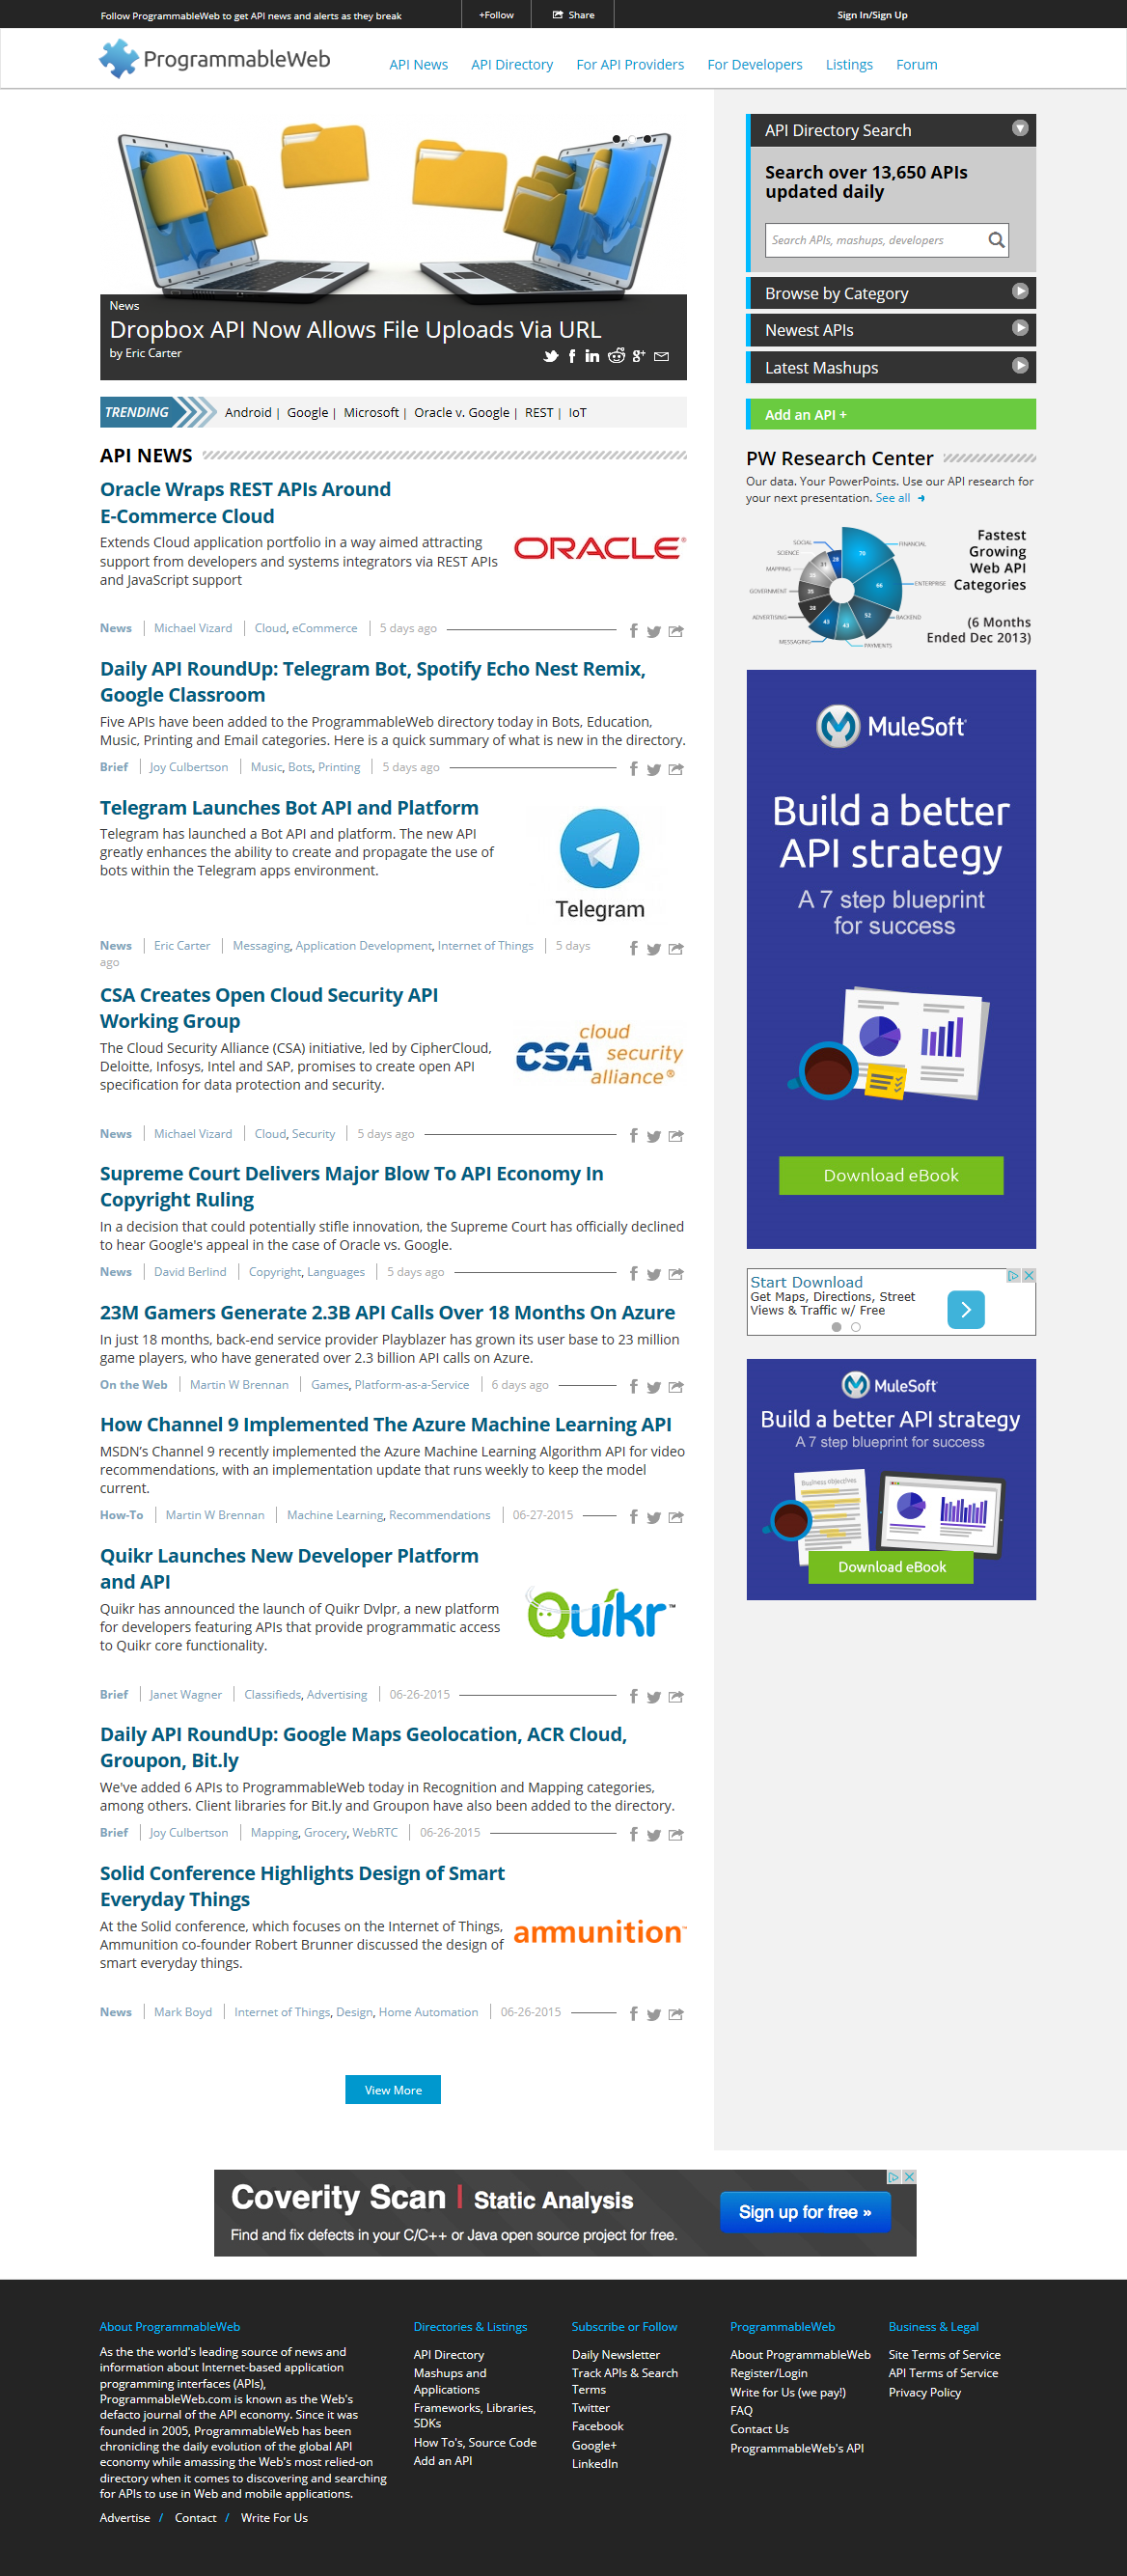 Follow ProgrammableWeb to get API news and alerts as they break
+Follow
Share
Sign In/Sign Up
ProgrammableWeb
API News
API Directory
For API Providers
For Developers
Listings
Forum
News
Dropbox API Now Allows File Uploads Via URL
by Eric Carter
TRENDING
Android | Google | Microsoft | Oracle v. Google | REST | IoT
API NEWS
Oracle Wraps REST APIs Around
E-Commerce Cloud
Extends Cloud application portfolio in a way aimed attracting
support from developers and systems integrators via REST APIs
and JavaScript support
ORACLE®
News | Michael Vizard | Cloud, eCommerce | 5 days ago
Daily API RoundUp: Telegram Bot, Spotify Echo Nest Remix,
Google Classroom
Five APIs have been added to the ProgrammableWeb directory today in Bots, Education,
Music, Printing and Email categories. Here is a quick summary of what is new in the directory.
Brief | Joy Culbertson | Music, Bots, Printing | 5 days ago
Telegram Launches Bot API and Platform
Telegram has launched a Bot API and platform. The new API
greatly enhances the ability to create and propagate the use of
bots within the Telegram apps environment.
Telegram
News | Eric Carter | Messaging, Application Development, Internet of Things | 5 days
ago
CSA Creates Open Cloud Security API
Working Group
The Cloud Security Alliance (CSA) initiative, led by CipherCloud,
Deloitte, Infosys, Intel and SAP, promises to create open API
specification for data protection and security.
CSA cloud
security
alliance®
News | Michael Vizard | Cloud, Security | 5 days ago
Supreme Court Delivers Major Blow To API Economy In
Copyright Ruling
In a decision that could potentially stifle innovation, the Supreme Court has officially declined
to hear Google's appeal in the case of Oracle vs. Google.
News | David Berlind | Copyright, Languages | 5 days ago
23M Gamers Generate 2.3B API Calls Over 18 Months On Azure
In just 18 months, back-end service provider Playblazer has grown its user base to 23 million
game players, who have generated over 2.3 billion API calls on Azure.
On the Web | Martin W Brennan | Games, Platform-as-a-Service | 6 days ago
How Channel 9 Implemented The Azure Machine Learning API
MSDN's Channel 9 recently implemented the Azure Machine Learning Algorithm API for video
recommendations, with an implementation update that runs weekly to keep the model
current.
How-To | Martin W Brennan | Machine Learning, Recommendations | 06-27-2015
Quikr Launches New Developer Platform
and API
Quikr has announced the launch of Quikr Dvlpr, a new platform
for developers featuring APIs that provide programmatic access
to Quikr core functionality.
Quikr™
Brief | Janet Wagner | Classifieds, Advertising | 06-26-2015
Daily API RoundUp: Google Maps Geolocation, ACR Cloud,
Groupon, Bit.ly
We've added 6 APIs to ProgrammableWeb today in Recognition and Mapping categories,
among others. Client libraries for Bit.ly and Groupon have also been added to the directory.
Brief | Joy Culbertson | Mapping, Grocery, WebRTC | 06-26-2015
Solid Conference Highlights Design of Smart
Everyday Things
At the Solid conference, which focuses on the Internet of Things,
Ammunition co-founder Robert Brunner discussed the design of
smart everyday things.
ammunition™
News | Mark Boyd | Internet of Things, Design, Home Automation | 06-26-2015
View More
API Directory Search
Search over 13,650 APIs
updated daily
Search APIs, mashups, developers
Browse by Category
Newest APIs
Latest Mashups
Add an API +
PW Research Center
Our data. Your PowerPoints. Use our API research for
your next presentation. See all
Fastest
Growing
Web API
Categories
(6 Months
Ended Dec 2013)
SOCIAL
SCIENCE
MAPPING
GOVERNMENT
ADVERTISING
MESSAGING
PAYMENTS
BACKEND
ENTERPRISE
FINANCIAL
70
66
52
43
43
38
35
MuleSoft
Build a better
API strategy
A 7 step blueprint
for success
Download eBook
Start Download
Get Maps, Directions, Street
Views & Traffic w/ Free
MuleSoft
Build a better API strategy
A 7 step blueprint for success
Business Objectives
Download eBook
Coverity Scan | Static Analysis
Find and fix defects in your C/C++ or Java open source project for free.
Sign up for free »
About ProgrammableWeb
As the the world's leading source of news and
information about Internet-based application
programming interfaces (APIs),
ProgrammableWeb.com is known as the Web's
defacto journal of the API economy. Since it was
founded in 2005, ProgrammableWeb has been
chronicling the daily evolution of the global API
economy while amassing the Web's most relied-on
directory when it comes to discovering and searching
for APIs to use in Web and mobile applications.
Advertise / Contact / Write For Us
Directories & Listings
API Directory
Mashups and
Applications
Frameworks, Libraries,
SDKs
How To's, Source Code
Add an API
Subscribe or Follow
Daily Newsletter
Track APIs & Search
Terms
Twitter
Facebook
Google+
LinkedIn
ProgrammableWeb
About ProgrammableWeb
Register/Login
Write for Us (we pay!)
FAQ
Contact Us
ProgrammableWeb's API
Business & Legal
Site Terms of Service
API Terms of Service
Privacy Policy